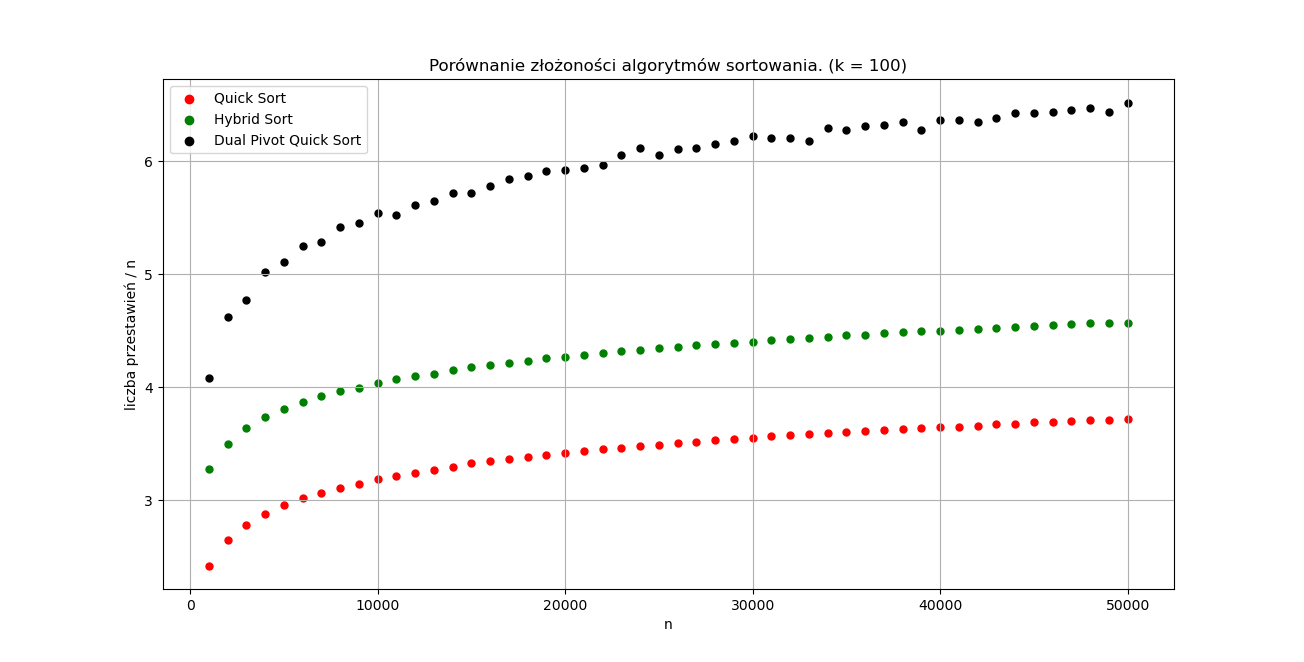 Porównanie złożoności algorytmów sortowania. (k = 100)
Quick Sort
Hybrid Sort
Dual Pivot Quick Sort
liczba przestawień / n
6
5
4
3
0 10000 20000 30000 40000 50000
n